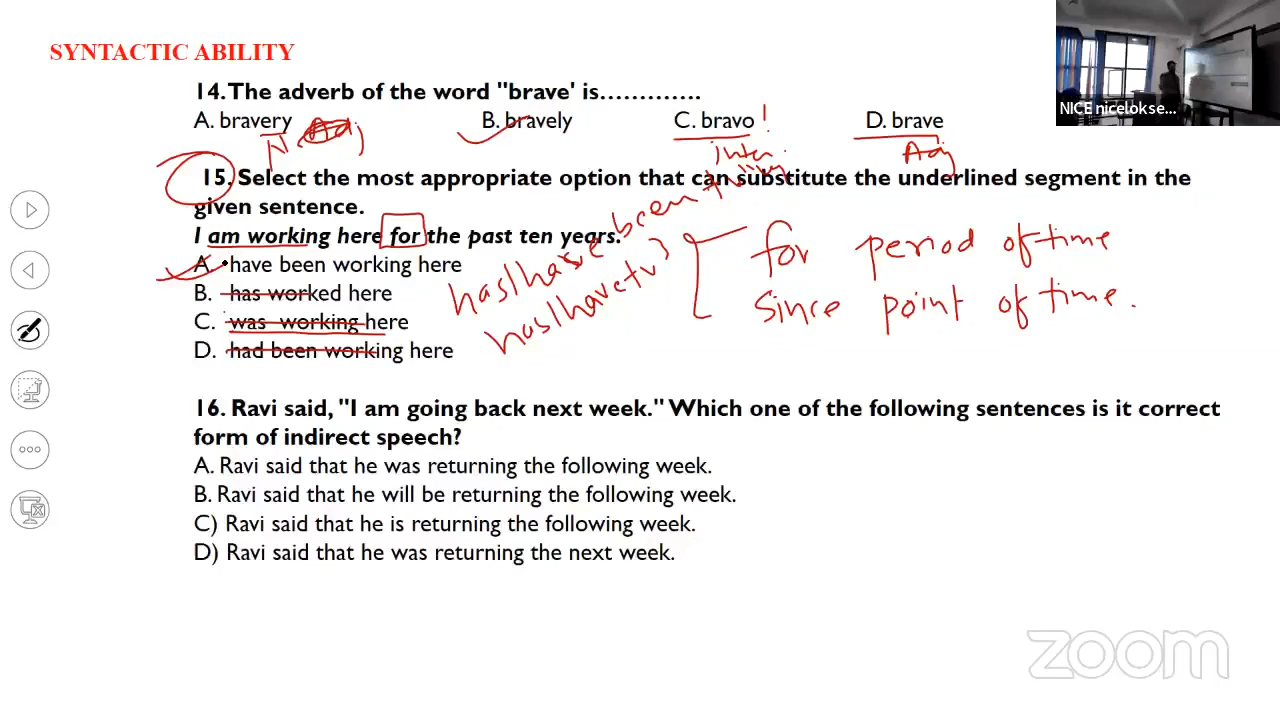 SYNTACTIC ABILITY
NICE nicelokse...
14. The adverb of the word "brave' is………….
A. bravery B. bravely C. bravo ! D. brave
N. Adj
inter
Adj
15. Select the most appropriate option that can substitute the underlined segment in the
given sentence.
I am working here for the past ten years.
A. have been working here
B. has worked here
C. was working here
D. had been working here
has/have been
has/have + v3
for period of time
since point of time.
16. Ravi said, "I am going back next week." Which one of the following sentences is it correct
form of indirect speech?
A. Ravi said that he was returning the following week.
B. Ravi said that he will be returning the following week.
C) Ravi said that he is returning the following week.
D) Ravi said that he was returning the next week.
zoom